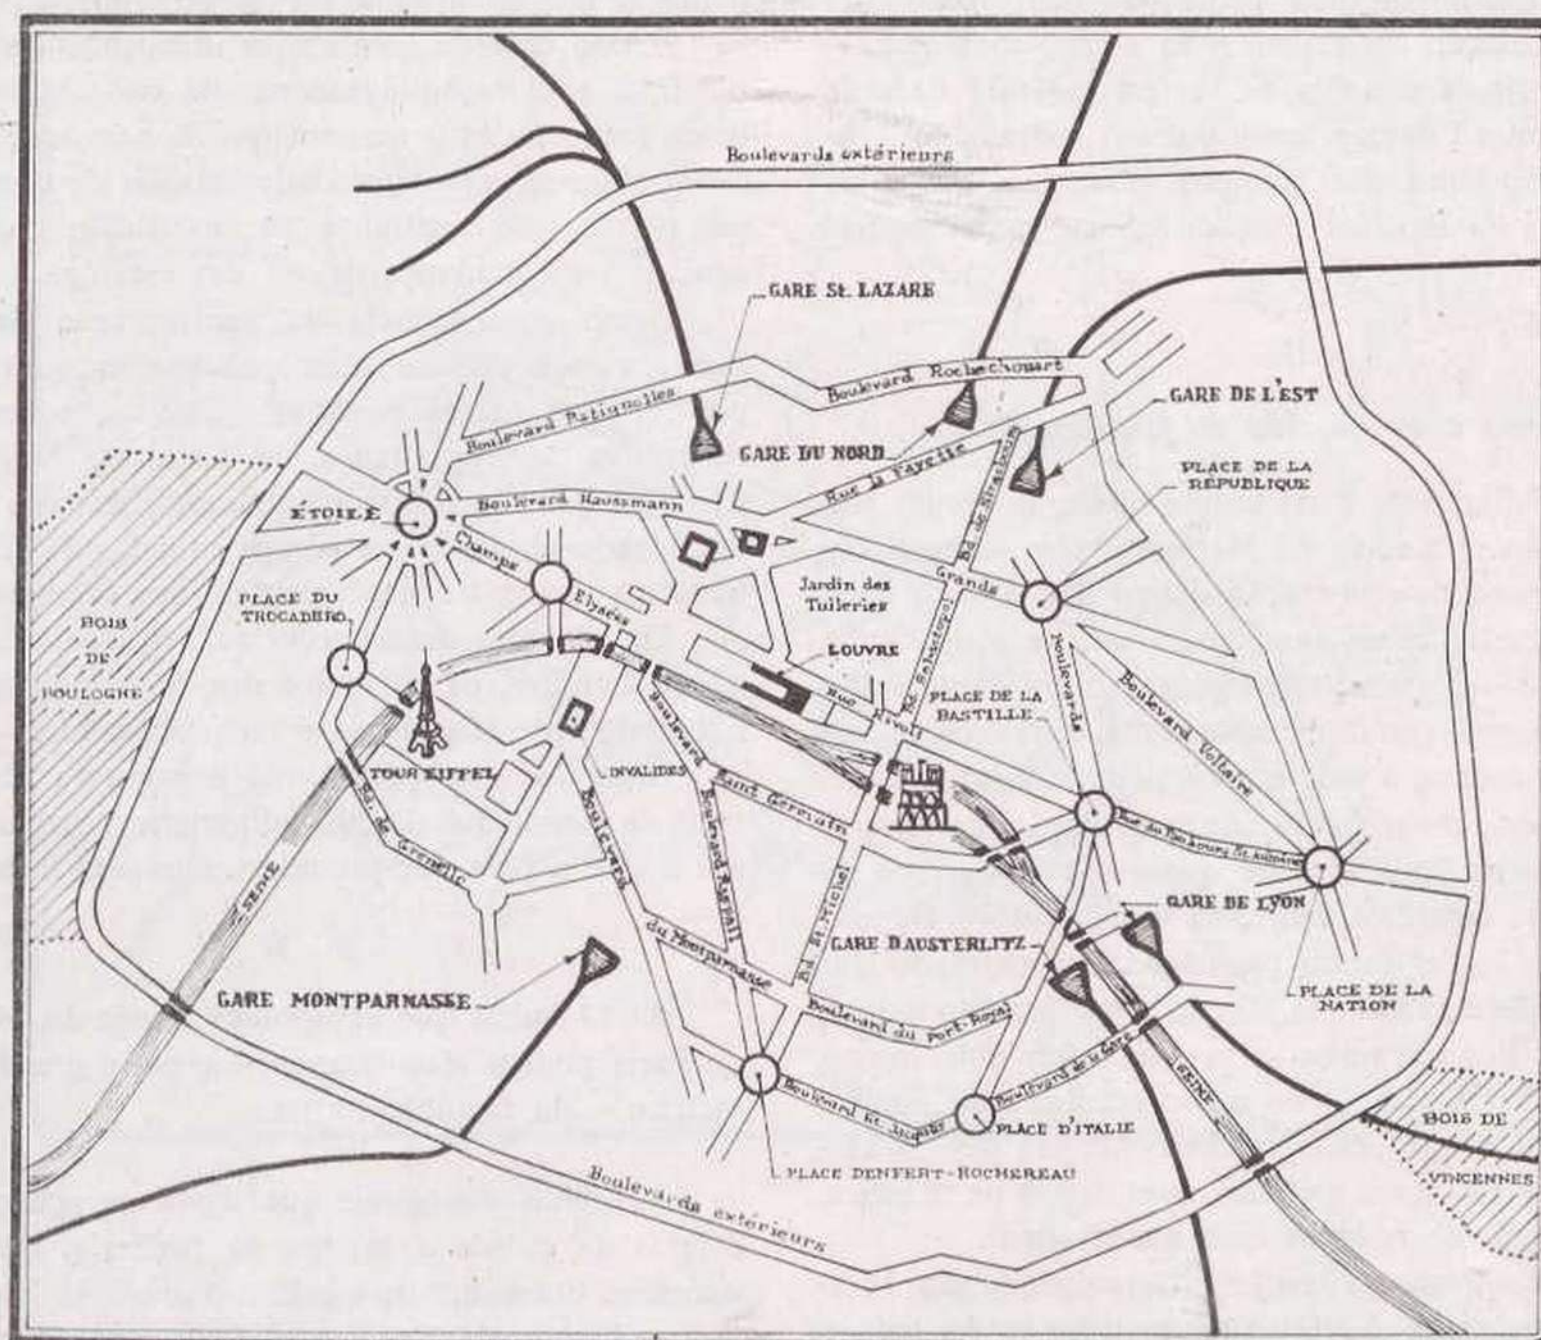 Boulevards extérieurs
GARE St. LAZARE
Boulevard Rochechouart
GARE DE L'EST
Boulevard Batignolles
GARE DU NORD
Rue la Fayette
PLACE DE LA
RÉPUBLIQUE
Bd. de Strasbourg
Boulevard Haussmann
ÉTOILE
Champs
Elysées
Jardin des
Tuileries
Grands
PLACE DU
TROCADERO
BOIS
DE
BOULOGNE
LOUVRE
Bd. Sébastopol
Boulevards
Boulevard Voltaire
PLACE DE LA
BASTILLE
Rue
Rivoli
Boulevard
Saint Germain
TOUR EIFFEL
INVALIDES
Bd. de
Grenelle
Boulevard
Boulevard Raspail
Rue du Faubourg St. Antoine
SEINE
Bd. St. Michel
GARE DE LYON
GARE D'AUSTERLITZ
du Montparnasse
GARE MONTPARNASSE
Boulevard du Port-Royal
PLACE DE LA
NATION
Boulevard de la Gare
SEINE
Boulevard St. Jacques
PLACE D'ITALIE
BOIS DE
VINCENNES
PLACE DENFERT-ROCHEREAU
Boulevards extérieurs